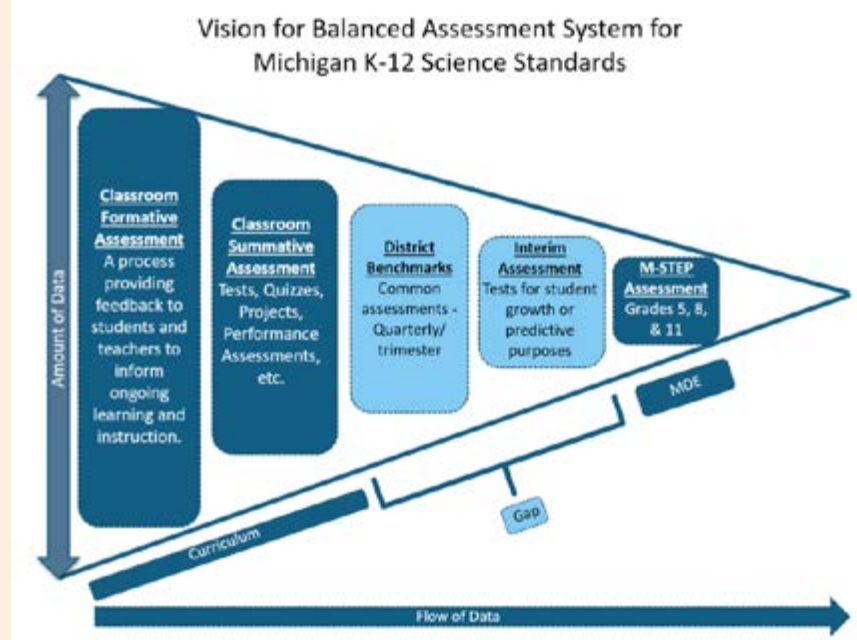 Vision for Balanced Assessment System for
Michigan K-12 Science Standards
Amount of Data
Classroom
Formative
Assessment
A process
providing
feedback to
students and
teachers to
inform
ongoing
learning and
instruction.
Classroom
Summative
Assessment
Tests, Quizzes,
Projects,
Performance
Assessments,
etc.
District
Benchmarks
Common
assessments -
Quarterly/
trimester
Interim
Assessment
Tests for student
growth or
predictive
purposes
M-STEP
Assessment
Grades 5, 8,
& 11
MDE
Gap
Curriculum
Flow of Data